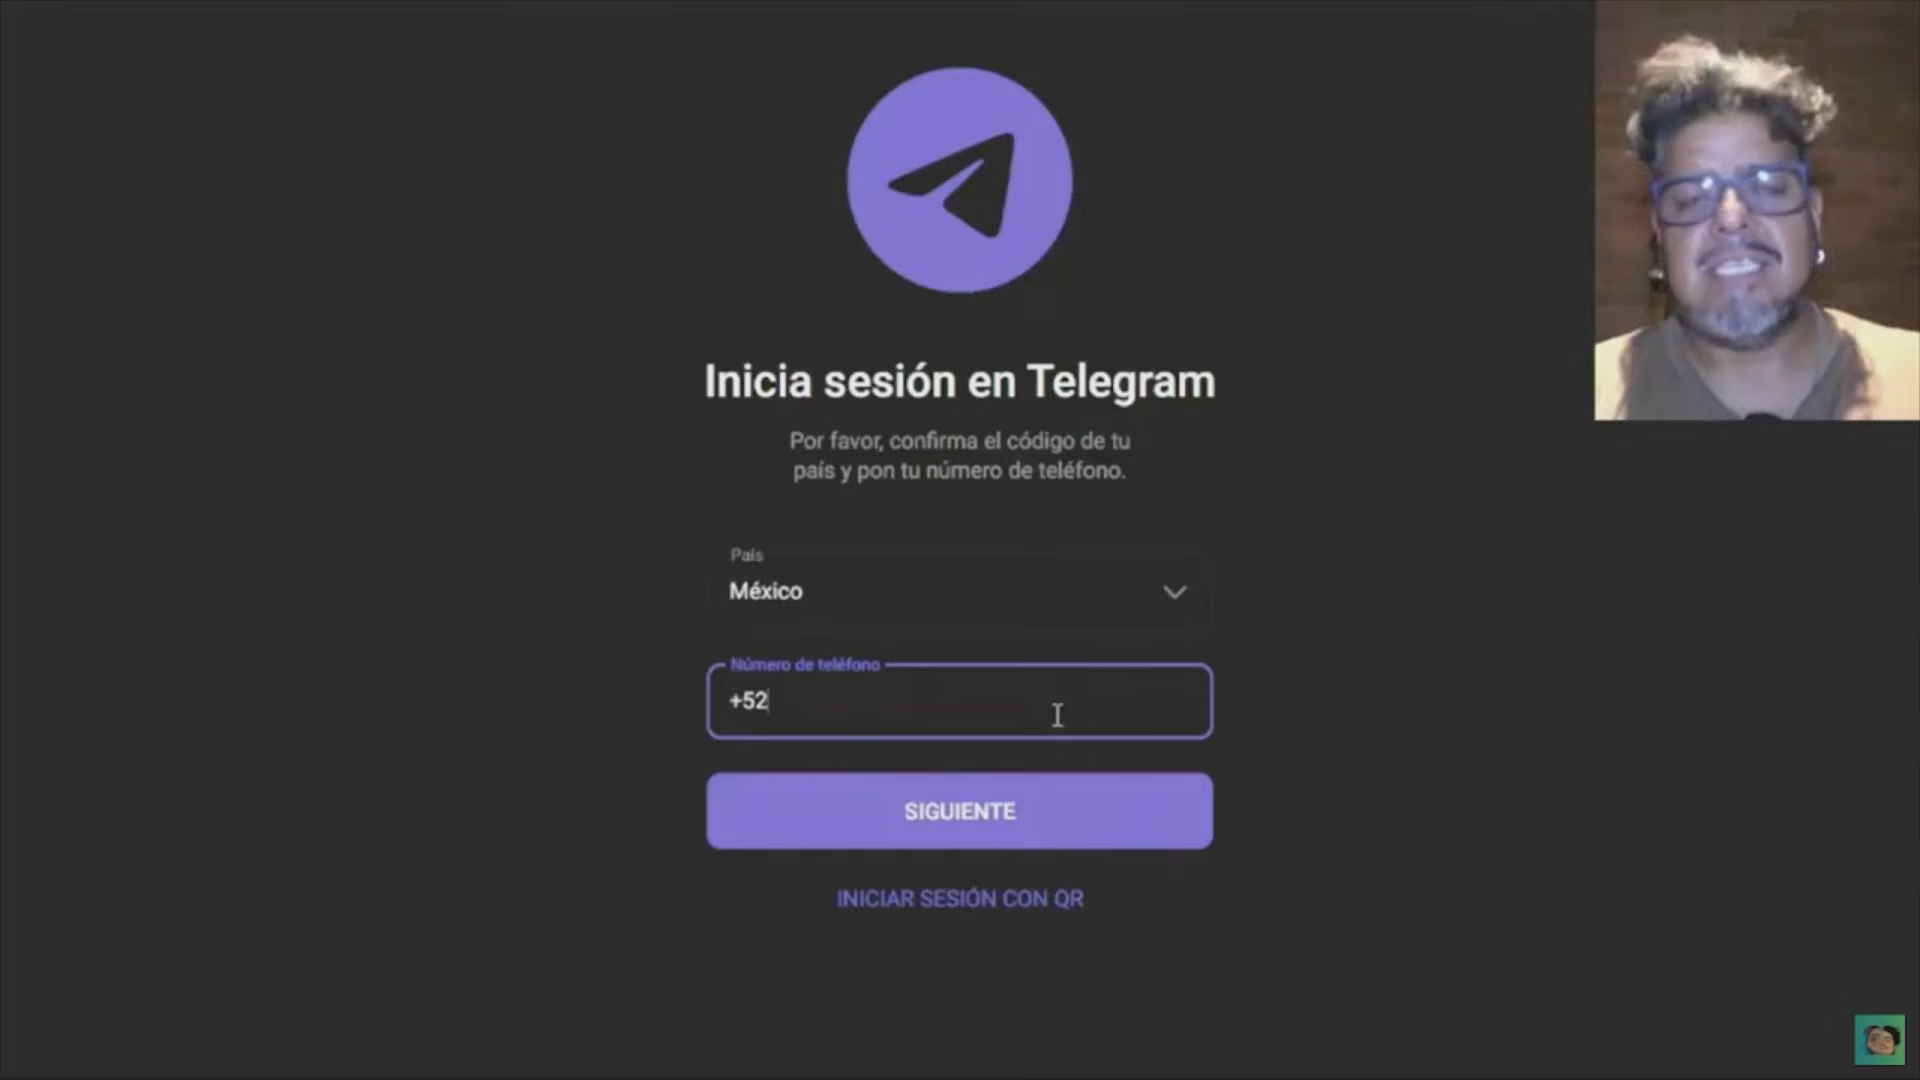 Inicia sesión en Telegram
Por favor, confirma el código de tu
país y pon tu número de teléfono.
País
México
Número de teléfono
+52
SIGUIENTE
INICIAR SESIÓN CON QR